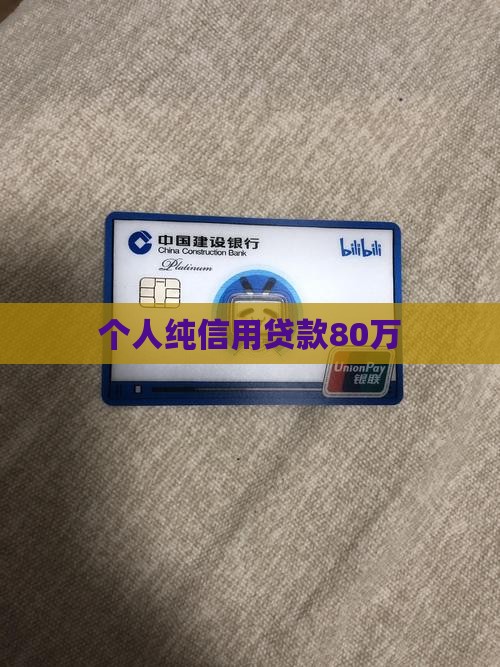 中国建设银行
China Construction Bank
bilibili
Platinum
个人纯信用贷款80万
UnionPay
银联